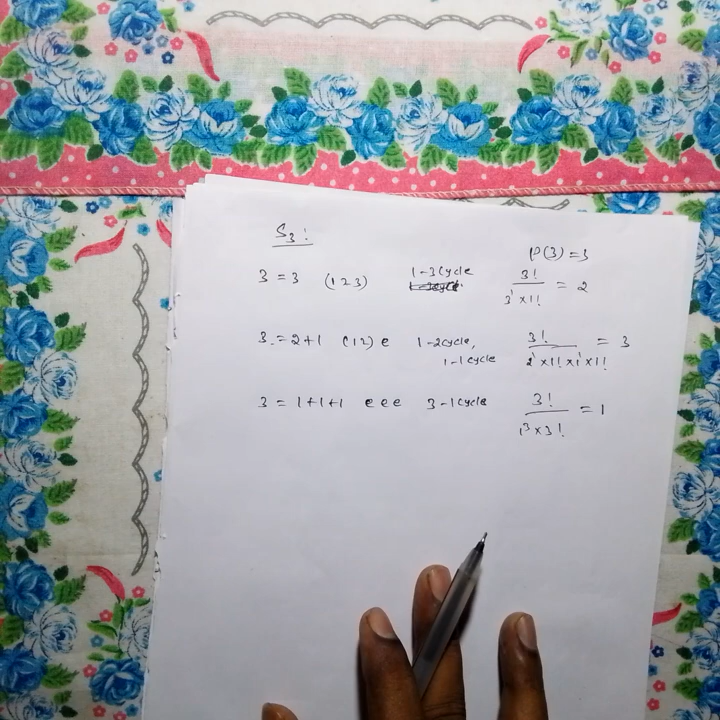 S₃ :
P(3) = 3
3 = 3 (1 2 3) 1-3cycle 3! / 3¹ × 1! = 2
3 = 2+1 (1 2) e 1-2cycle, 1-1 cycle 3! / 2¹ × 1! × 1¹ × 1! = 3
3 = 1+1+1 e e e 3-1cycle 3! / 1³ × 3! = 1